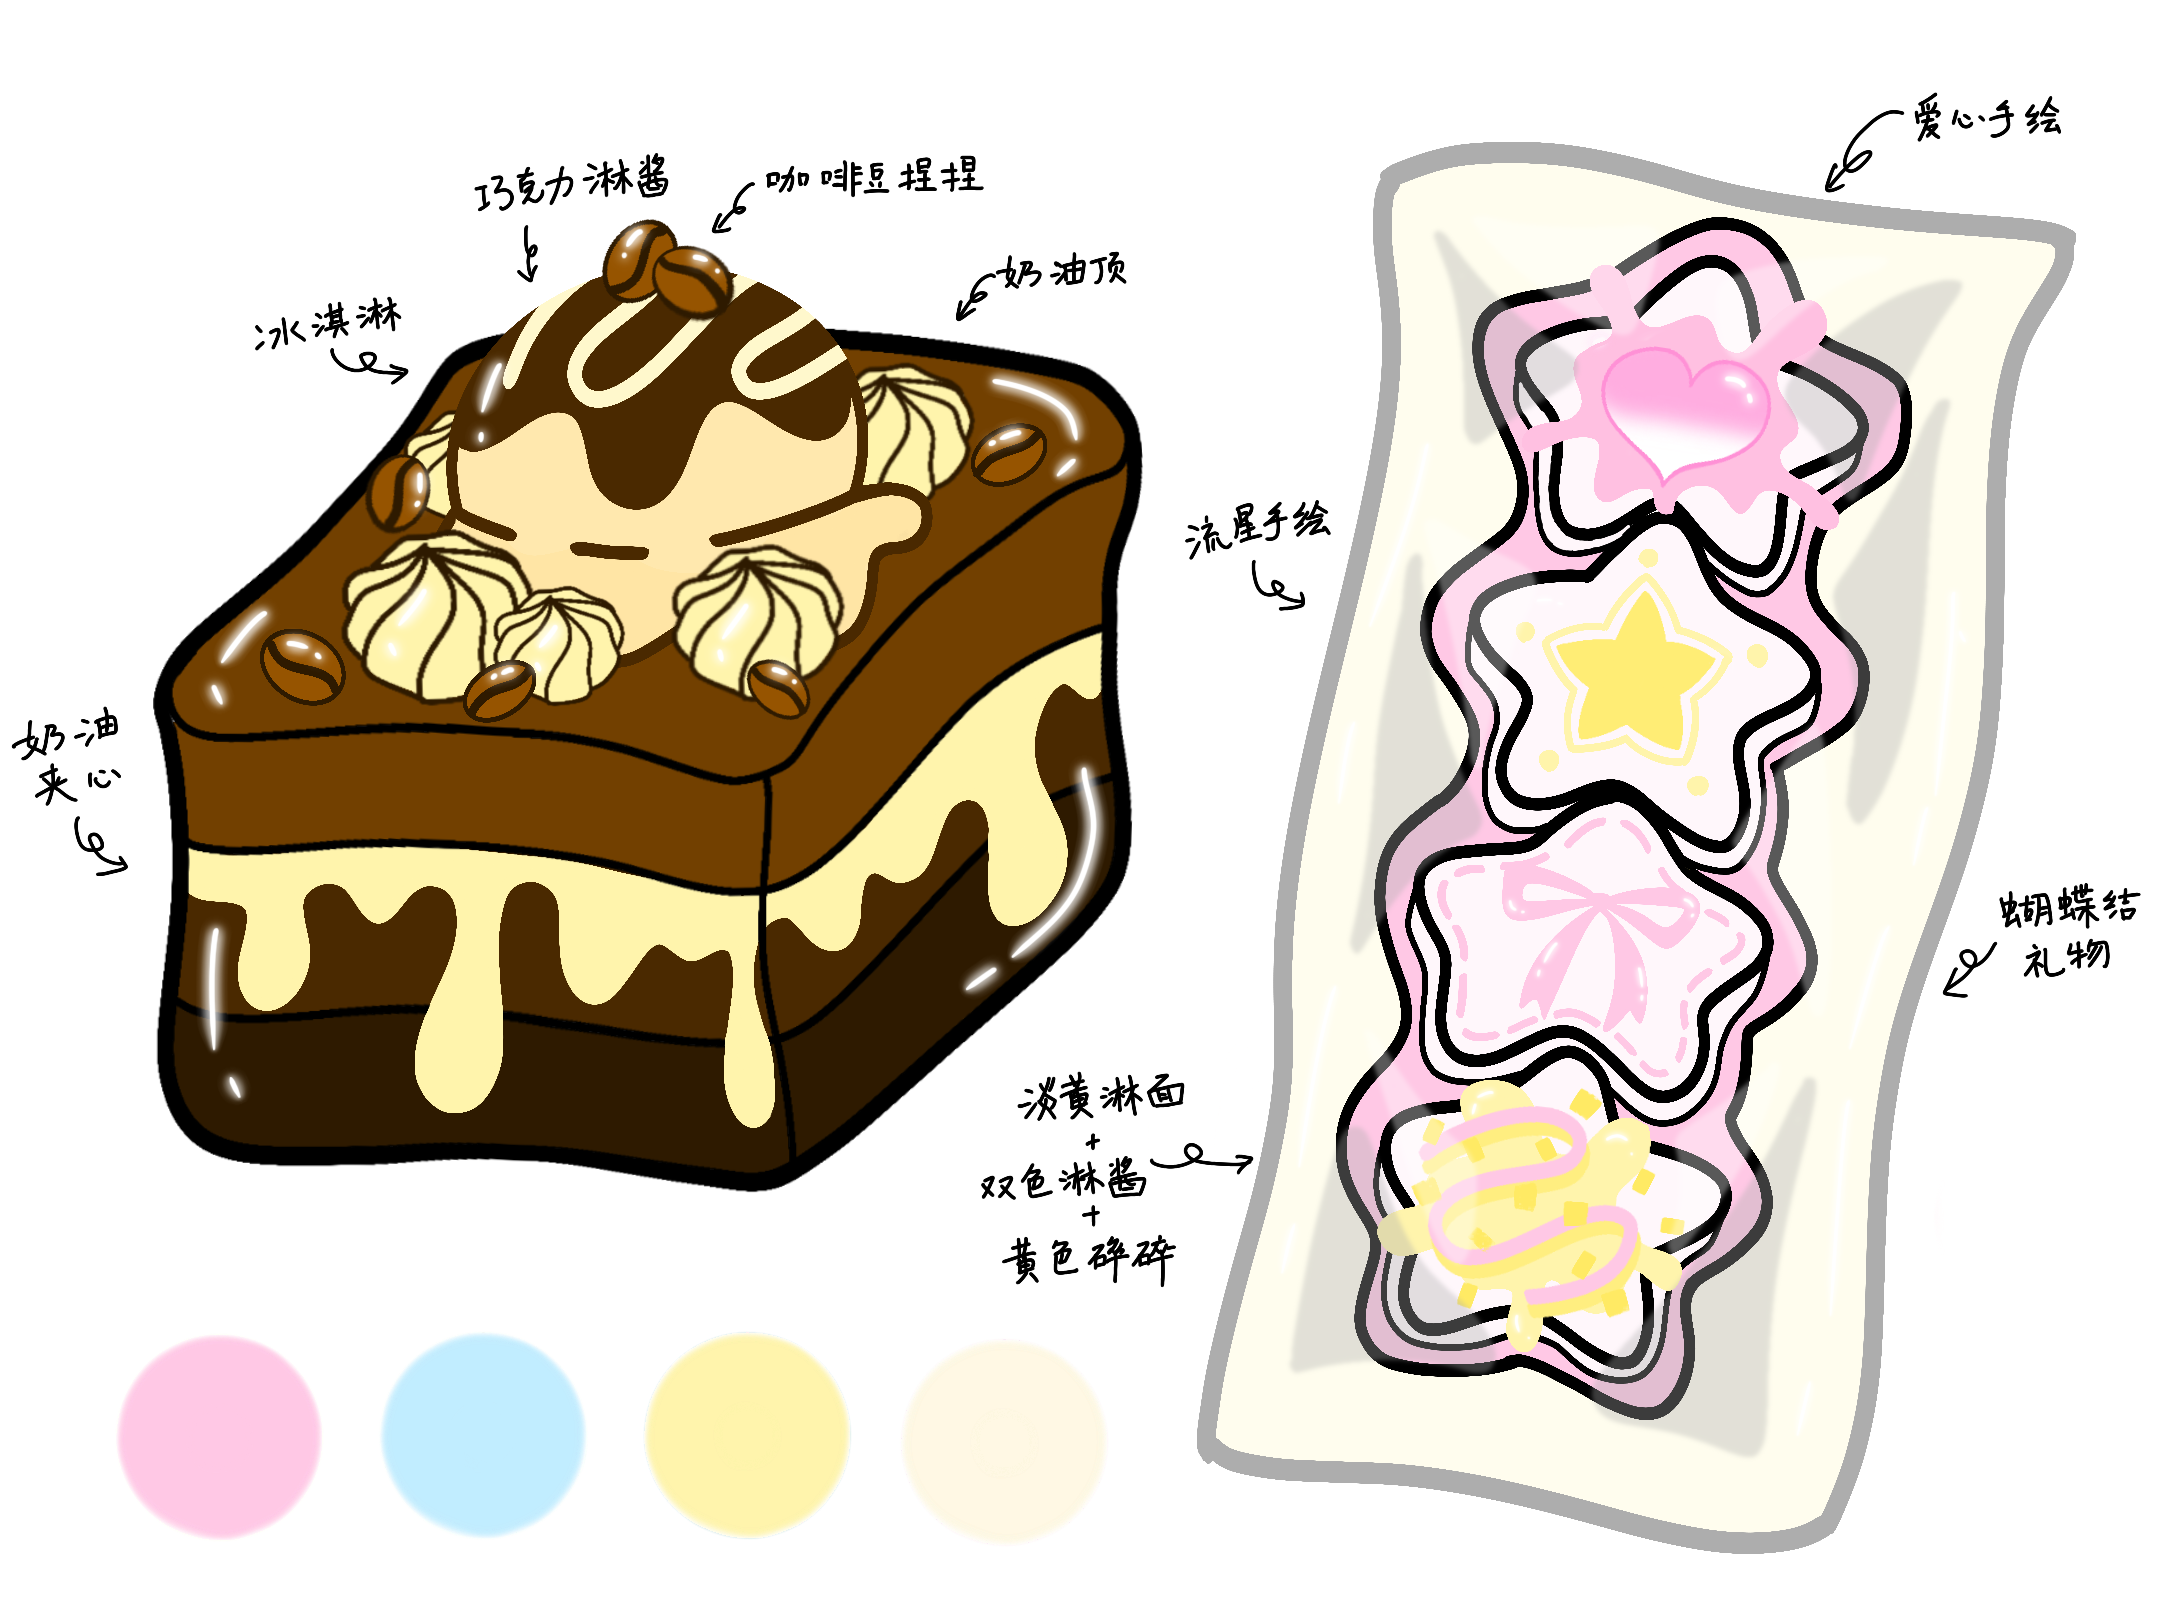 巧克力淋酱
咖啡豆捏捏
冰淇淋
奶油顶
奶油
夹心
爱心手绘
流星手绘
蝴蝶结
礼物
淡黄淋面
+
双色淋酱
+
黄色碎碎